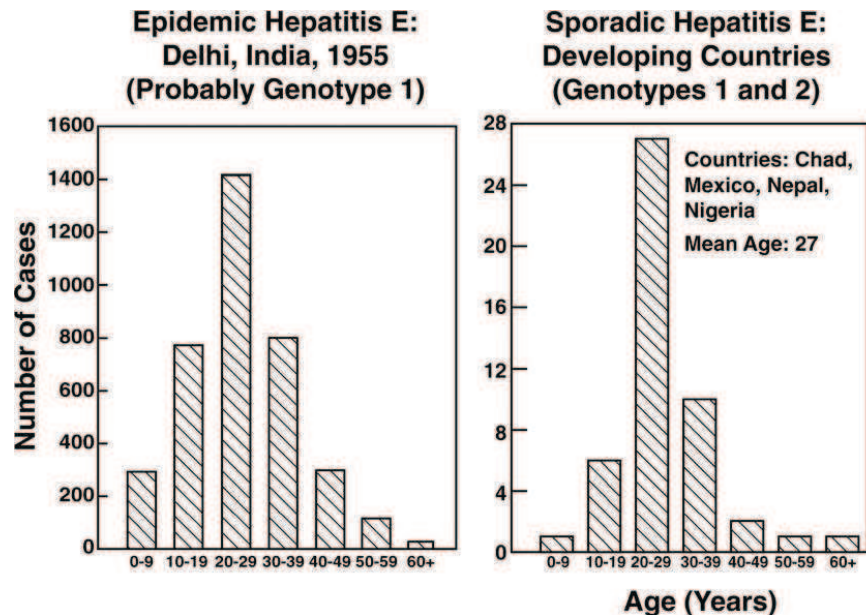 Epidemic Hepatitis E:
Delhi, India, 1955
(Probably Genotype 1)
Number of Cases
1600
1400
1200
1000
800
600
400
200
0
0-9 10-19 20-29 30-39 40-49 50-59 60+
Sporadic Hepatitis E:
Developing Countries
(Genotypes 1 and 2)
28
24
20
16
12
8
4
0
Countries: Chad,
Mexico, Nepal,
Nigeria
Mean Age: 27
0-9 10-19 20-29 30-39 40-49 50-59 60+
Age (Years)